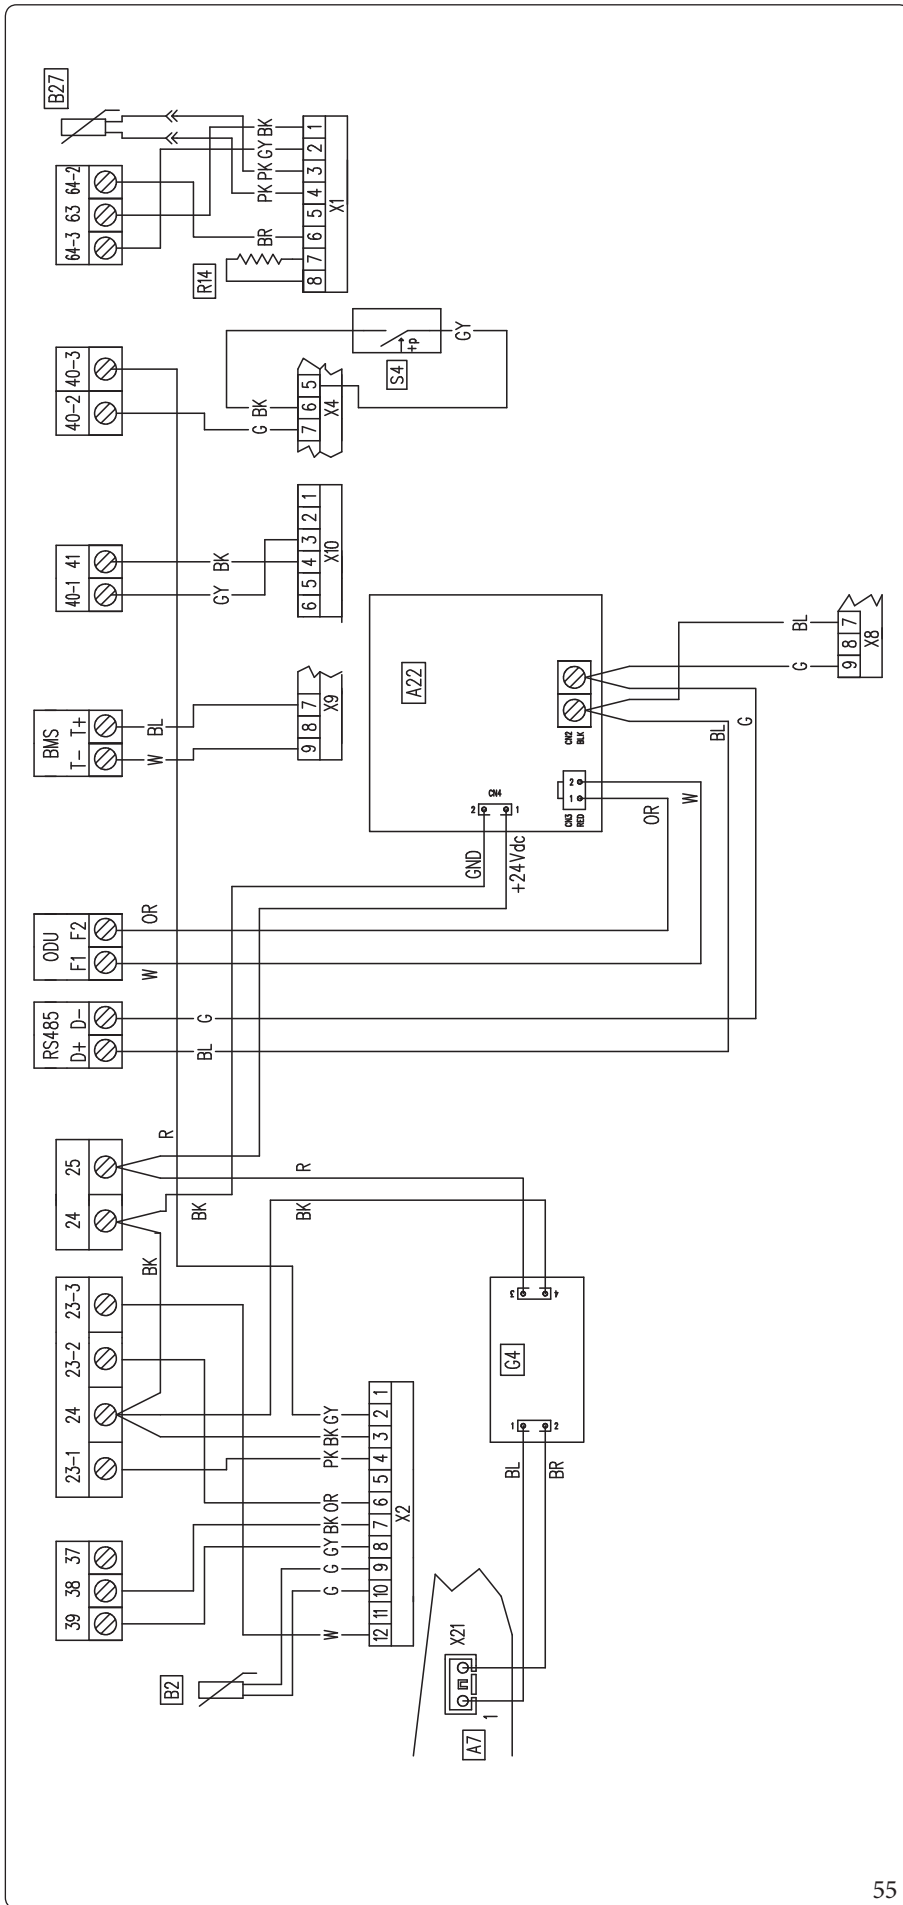 B27
64-3 63 64-2
BK
GY
PK
PK
BR
1
2
3
4
5
6
7
8
X1
R14
40-2 40-3
S4
+p
GY
BK
G
5
6
7
X4
40-1 41
BK
GY
1
2
3
4
5
6
X10
BMS
T- T+
BL
W
7
8
9
X9
A22
CN2
BLK
CN4
2
1
CN3
RED
1 2
GND
+24Vdc
OR
W
BL
G
BL
G
7
8
9
X8
ODU
F1 F2
OR
W
RS485
D+ D-
G
BL
24 25
R
R
BK
BK
BK
23-1 24 23-2 23-3
39 38 37
GY
BK
PK
OR
BK
GY
G
G
W
1
2
3
4
5
6
7
8
9
10
11
12
X2
B2
G4
3
4
1
2
BL
BR
X21
1
A7
55